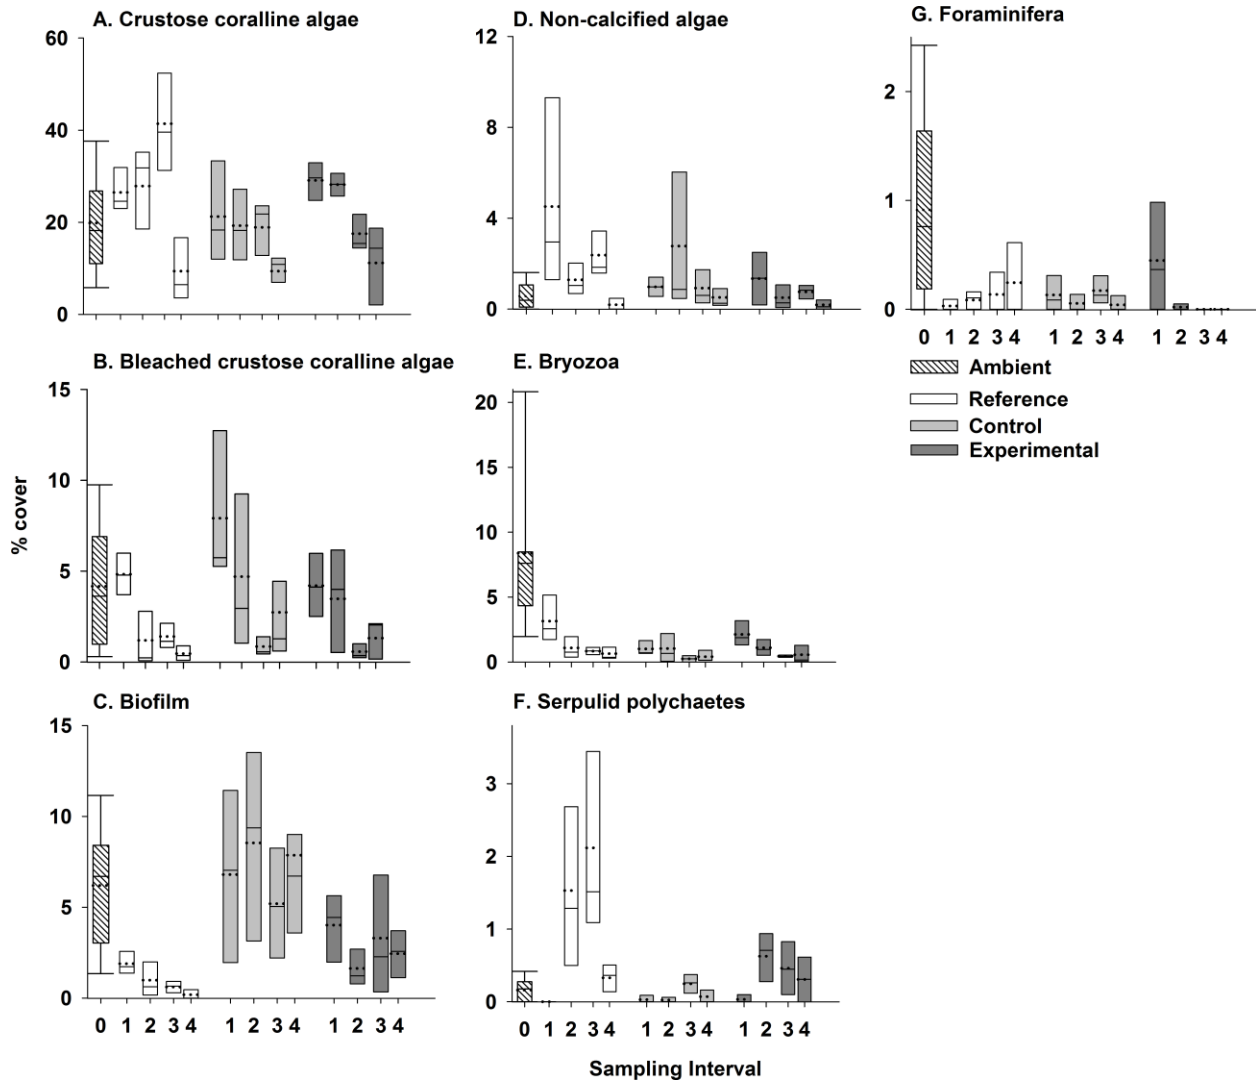 A. Crustose coralline algae
60
40
20
0
B. Bleached crustose coralline algae
15
10
5
0
C. Biofilm
15
10
5
0
0 1 2 3 4 1 2 3 4 1 2 3 4
% cover
D. Non-calcified algae
12
8
4
0
E. Bryozoa
20
15
10
5
0
F. Serpulid polychaetes
3
2
1
0
0 1 2 3 4 1 2 3 4 1 2 3 4
Sampling Interval
G. Foraminifera
2
1
0
0 1 2 3 4 1 2 3 4 1 2 3 4
Ambient
Reference
Control
Experimental